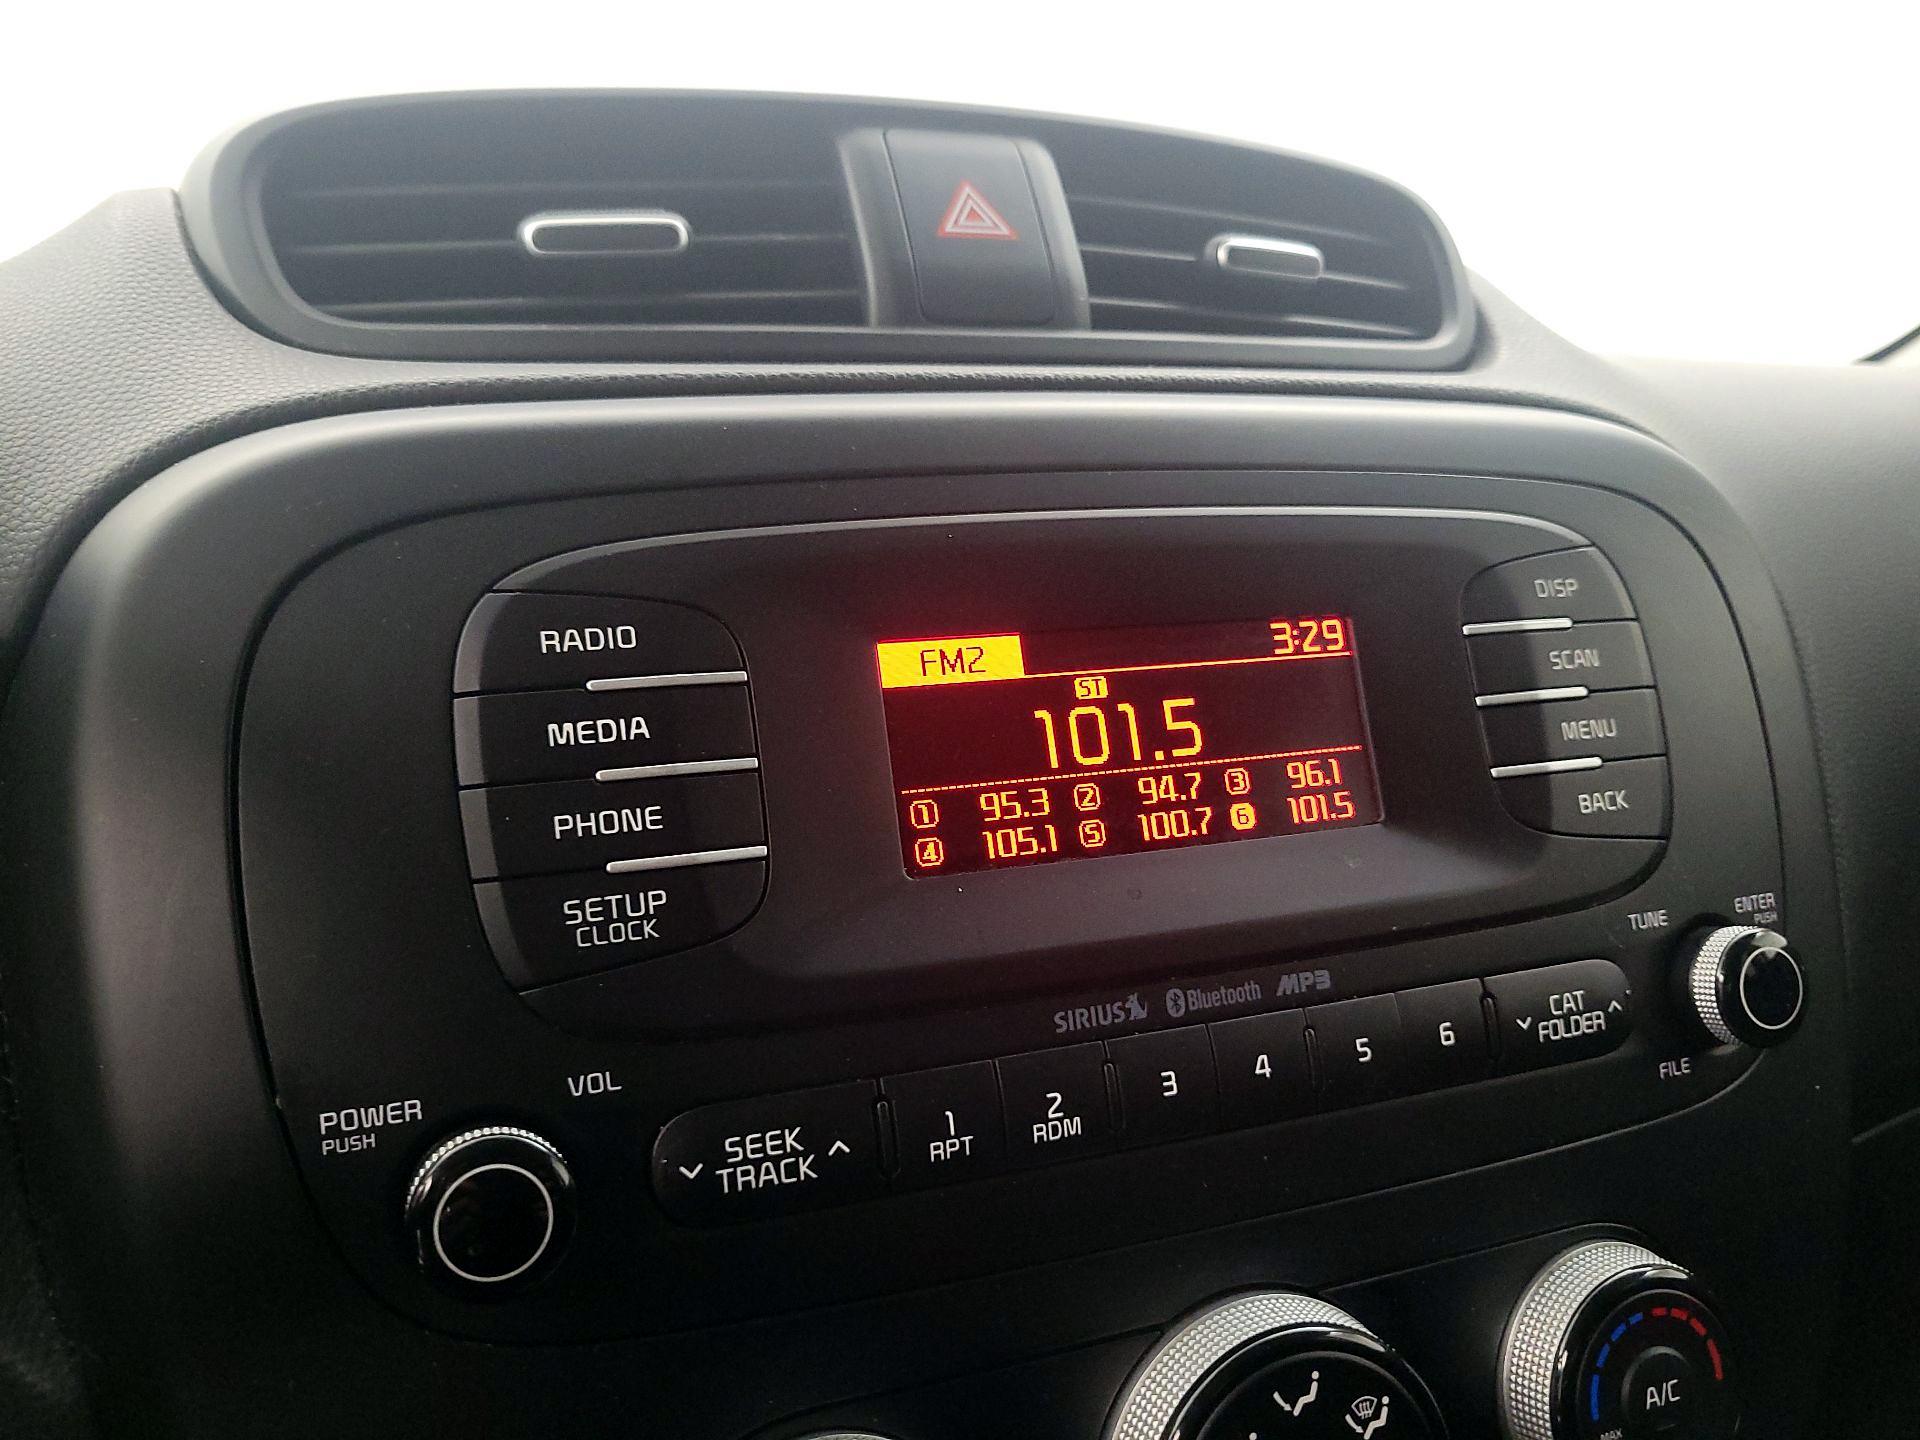 RADIO
MEDIA
PHONE
SETUP
CLOCK
FM2 3:29
ST
101.5
1 95.3 2 94.7 3 96.1
4 105.1 5 100.7 6 101.5
DISP
SCAN
MENU
BACK
SIRIUS Bluetooth MP3
TUNE
ENTER
PUSH
FILE
VOL
POWER
PUSH
SEEK
TRACK
1
RPT
2
RDM
3
4
5
6
CAT
FOLDER
A/C
MAX